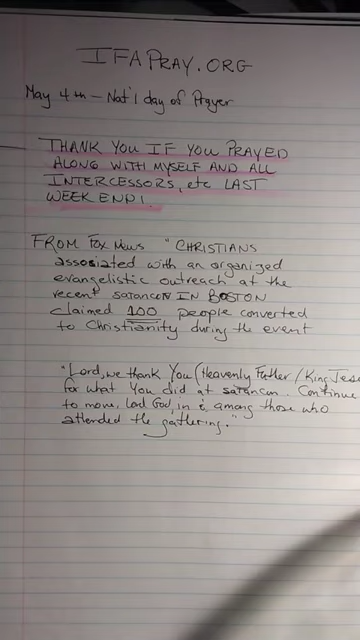 IFAPRAY.ORG
May 4th - Nat'l day of Prayer
THANK YOU IF YOU PRAYED
ALONG WITH MYSELF AND ALL
INTERCESSORS, etc LAST
WEEK END!
FROM FOX News "CHRISTIANS
associated with an organized
evangelistic outreach at the
recent satancon IN BOSTON
claimed 100 people converted
to Christianity during the event
"Lord, we thank You (Heavenly Father / King Jesu
for what You did at satancon. Continue
to move, Lord God, in &, among those who
attended the gathering."